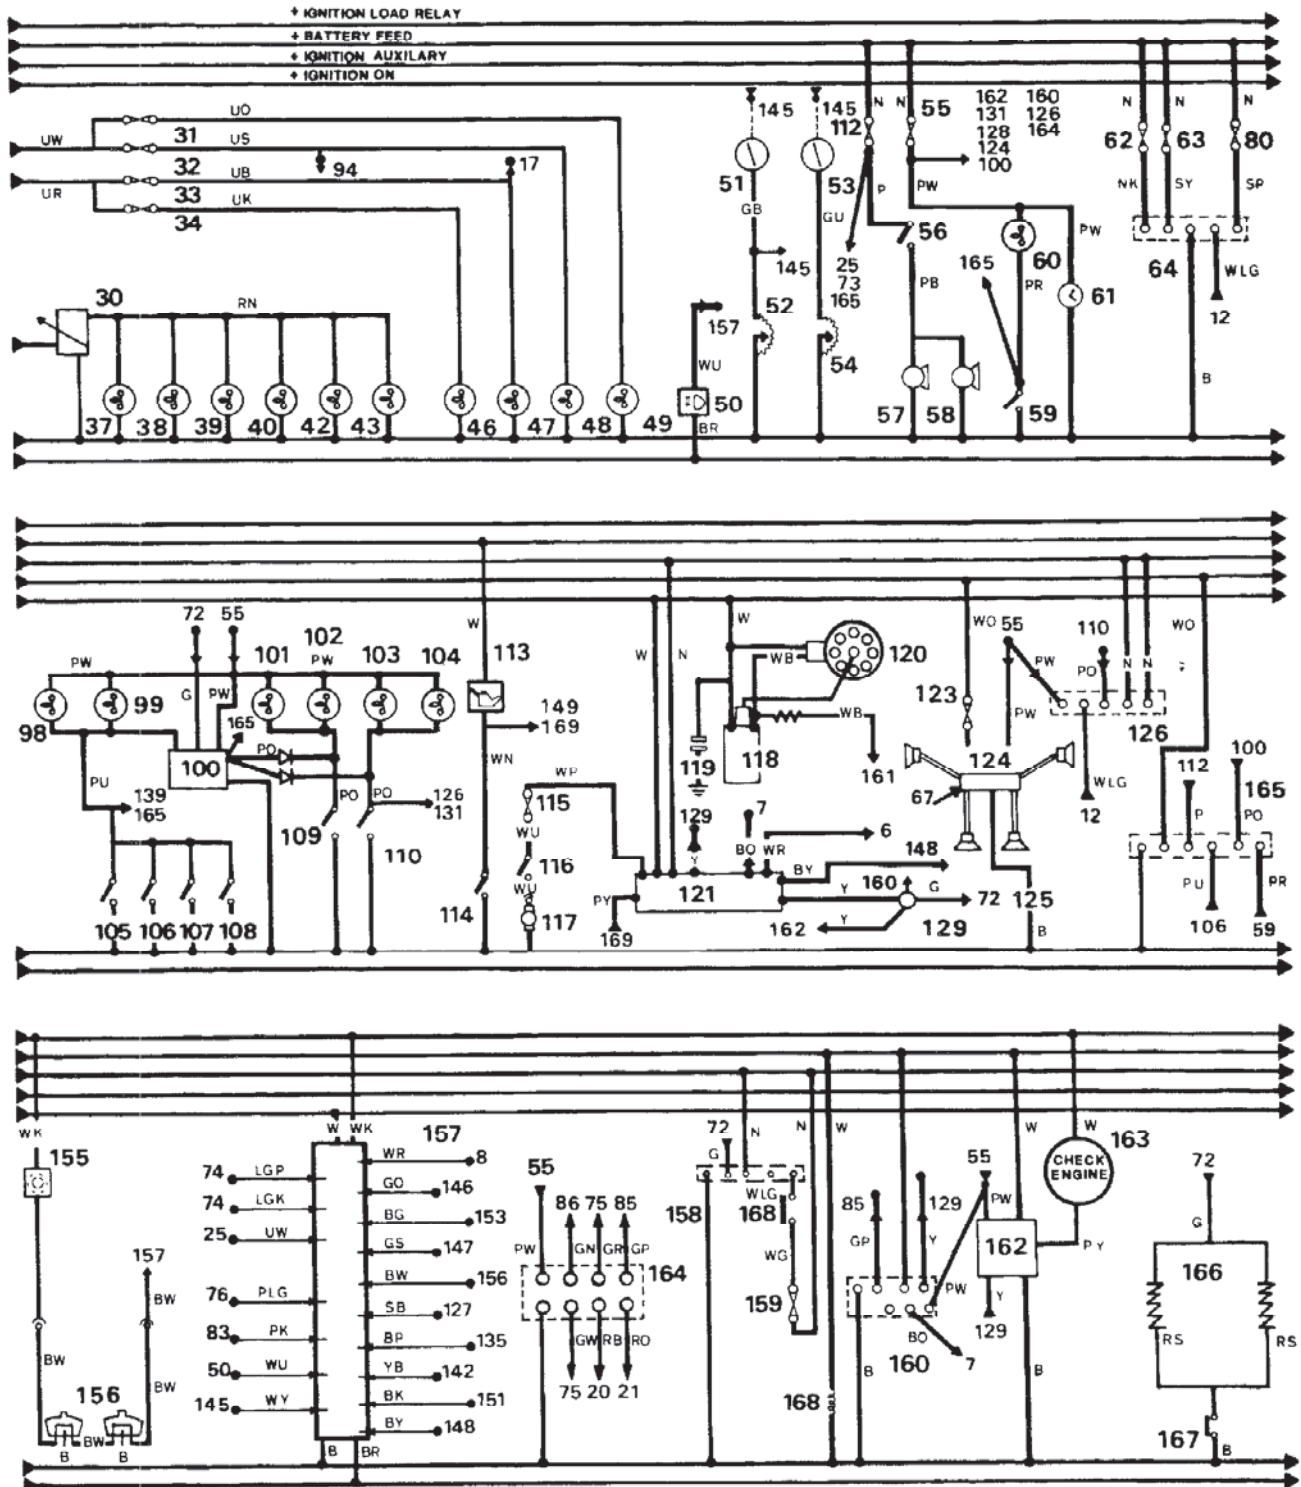 + IGNITION LOAD RELAY
+ BATTERY FEED
+ IGNITION AUXILARY
+ IGNITION ON
UO
UW
31
US
32
94
17
UB
UR
33
UK
34
145
145
N
N
55
112
162 160
131 126
128 164
124
100
N
N
N
62
63
80
51
53
GB
GU
P
PW
PW
NK
SY
SP
56
145
25
73
165
165
60
61
64
WLG
12
30
RN
157
52
PB
PR
54
WU
B
37
38
39
40
42
43
46
47
48
49
50
BR
57
58
59
72
55
W
W
WO
55
110
WO
PW
101
102
PW
103
104
113
W
N
WB
120
PW
PO
N
N
G
PW
99
98
165
149
169
123
PW
126
100
PO
WB
124
100
WN
118
119
161
67
WLG
112
165
PU
139
165
PO
PO
126
131
WP
115
129
7
12
P
PO
109
110
WU
116
WU
Y
BO
WR
6
BY
148
114
117
PY
121
Y
160
G
72
125
PU
PR
105
106
107
108
169
162
Y
129
B
106
59
WK
W
WK
157
W
W
155
WR
8
72
N
N
W
55
163
CHECK
ENGINE
72
74
LGP
GO
146
55
86
75
85
G
PW
74
LGK
BG
153
WLG
85
129
G
25
UW
GS
147
PW
GN
GR
GP
158
168
GP
Y
162
PY
157
BW
156
164
WG
166
BW
76
PLG
SB
127
159
PW
Y
129
83
PK
BP
135
GW
RB
RO
BO
RS
RS
BW
50
WU
YB
142
160
7
B
156
BW
145
WY
BK
151
75
20
21
168
B
167
BW
BY
148
B
B
B
BR
B